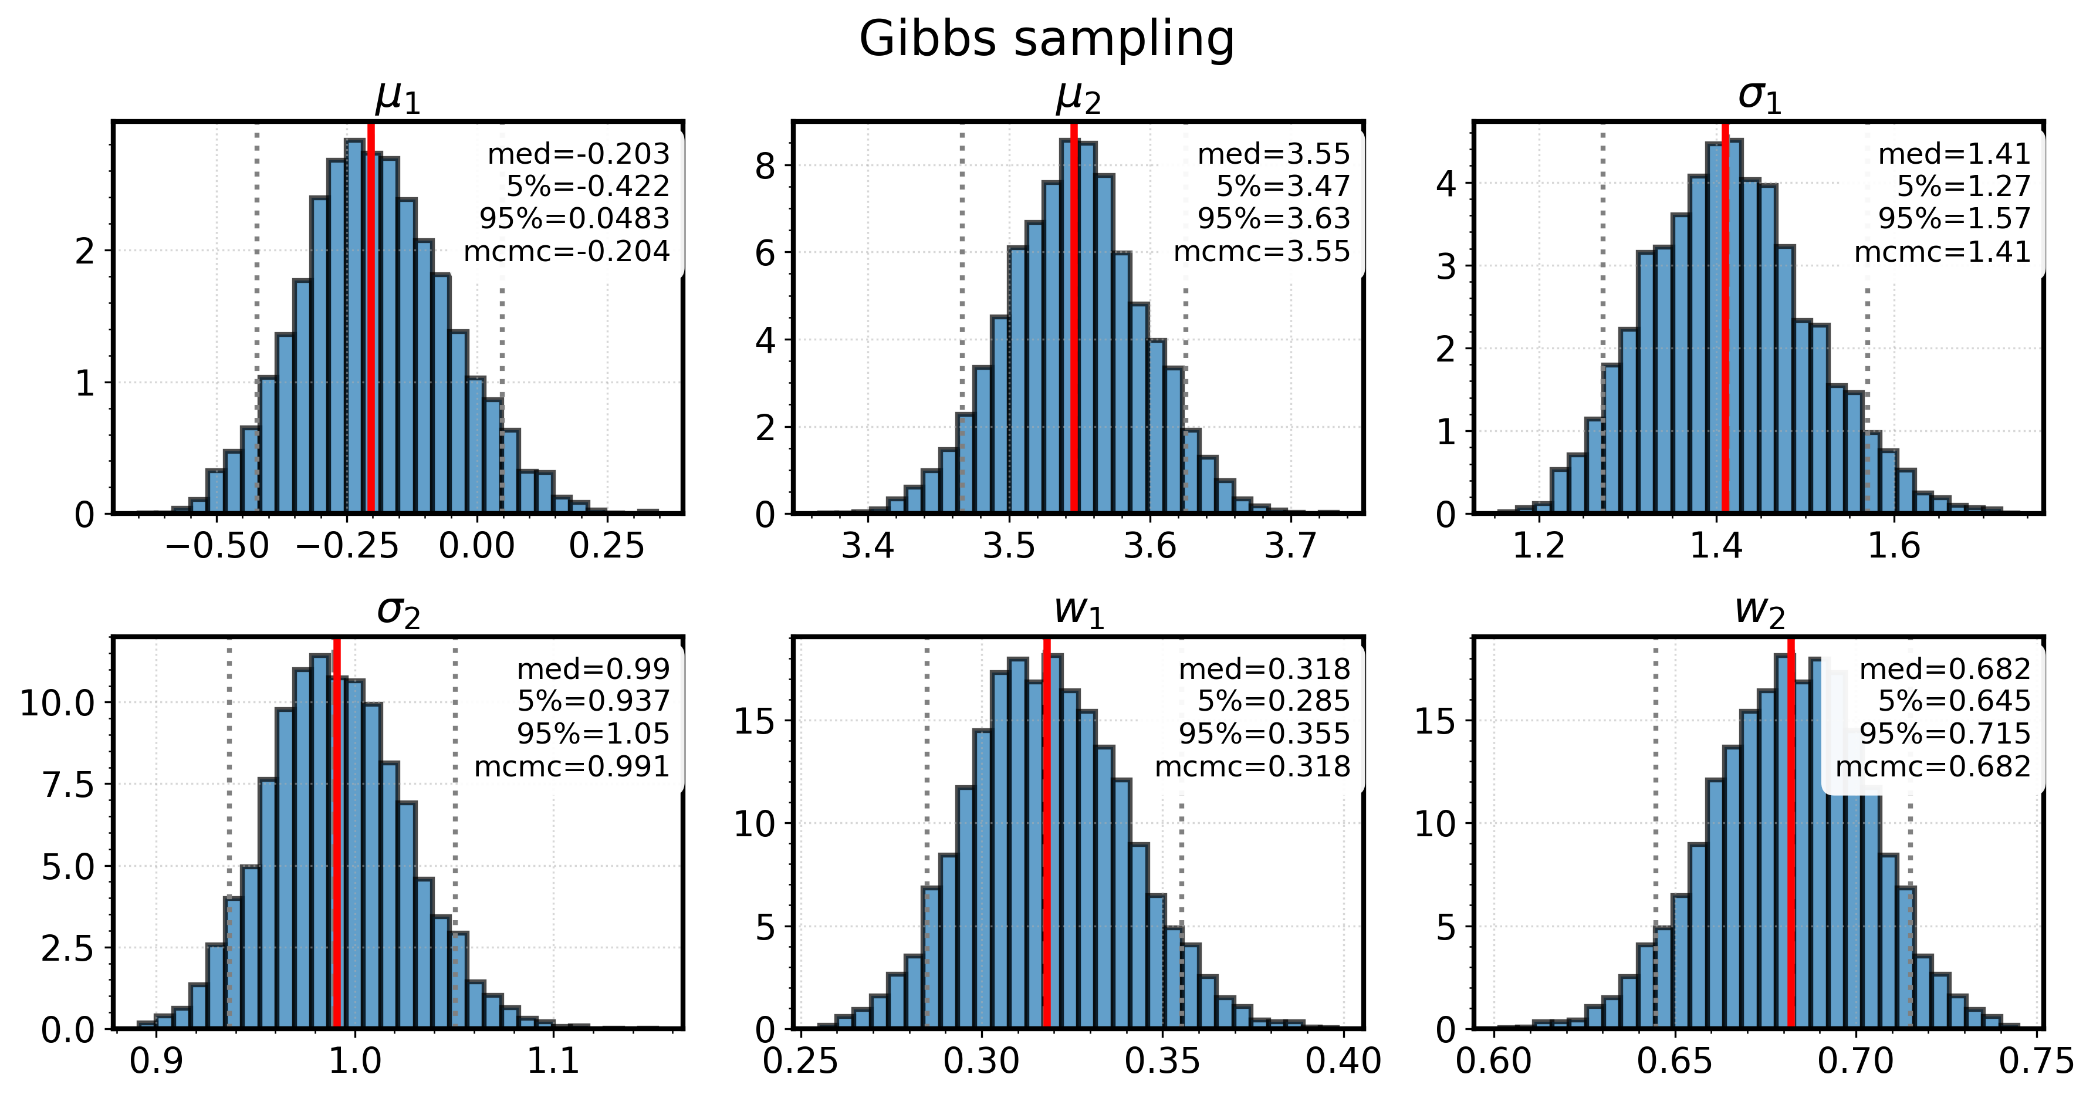 Gibbs sampling
μ₁
med=-0.203
5%=-0.422
95%=0.0483
mcmc=-0.204
2
1
0
−0.50 −0.25 0.00 0.25
μ₂
med=3.55
5%=3.47
95%=3.63
mcmc=3.55
8
6
4
2
0
3.4 3.5 3.6 3.7
σ₁
med=1.41
5%=1.27
95%=1.57
mcmc=1.41
4
3
2
1
0
1.2 1.4 1.6
σ₂
med=0.99
5%=0.937
95%=1.05
mcmc=0.991
10.0
7.5
5.0
2.5
0.0
0.9 1.0 1.1
w₁
med=0.318
5%=0.285
95%=0.355
mcmc=0.318
15
10
5
0
0.25 0.30 0.35 0.40
w₂
med=0.682
5%=0.645
95%=0.715
mcmc=0.682
15
10
5
0
0.60 0.65 0.70 0.75